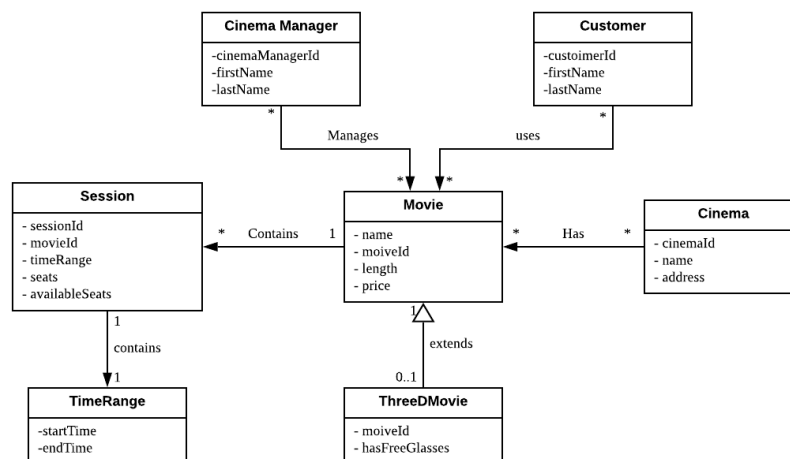 Cinema Manager
-cinemaManagerId
-firstName
-lastName
Customer
-custoimerId
-firstName
-lastName
*
*
Manages
uses
*
*
Session
- sessionId
- movieId
- timeRange
- seats
- availableSeats
*
Contains
1
Movie
- name
- moiveId
- length
- price
*
Has
*
Cinema
- cinemaId
- name
- address
1
contains
1
1
extends
0..1
TimeRange
-startTime
-endTime
ThreeDMovie
- moiveId
- hasFreeGlasses